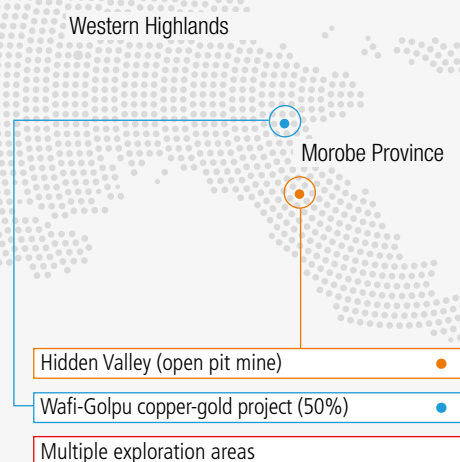 Western Highlands
Morobe Province
Hidden Valley (open pit mine)
Wafi-Golpu copper-gold project (50%)
Multiple exploration areas